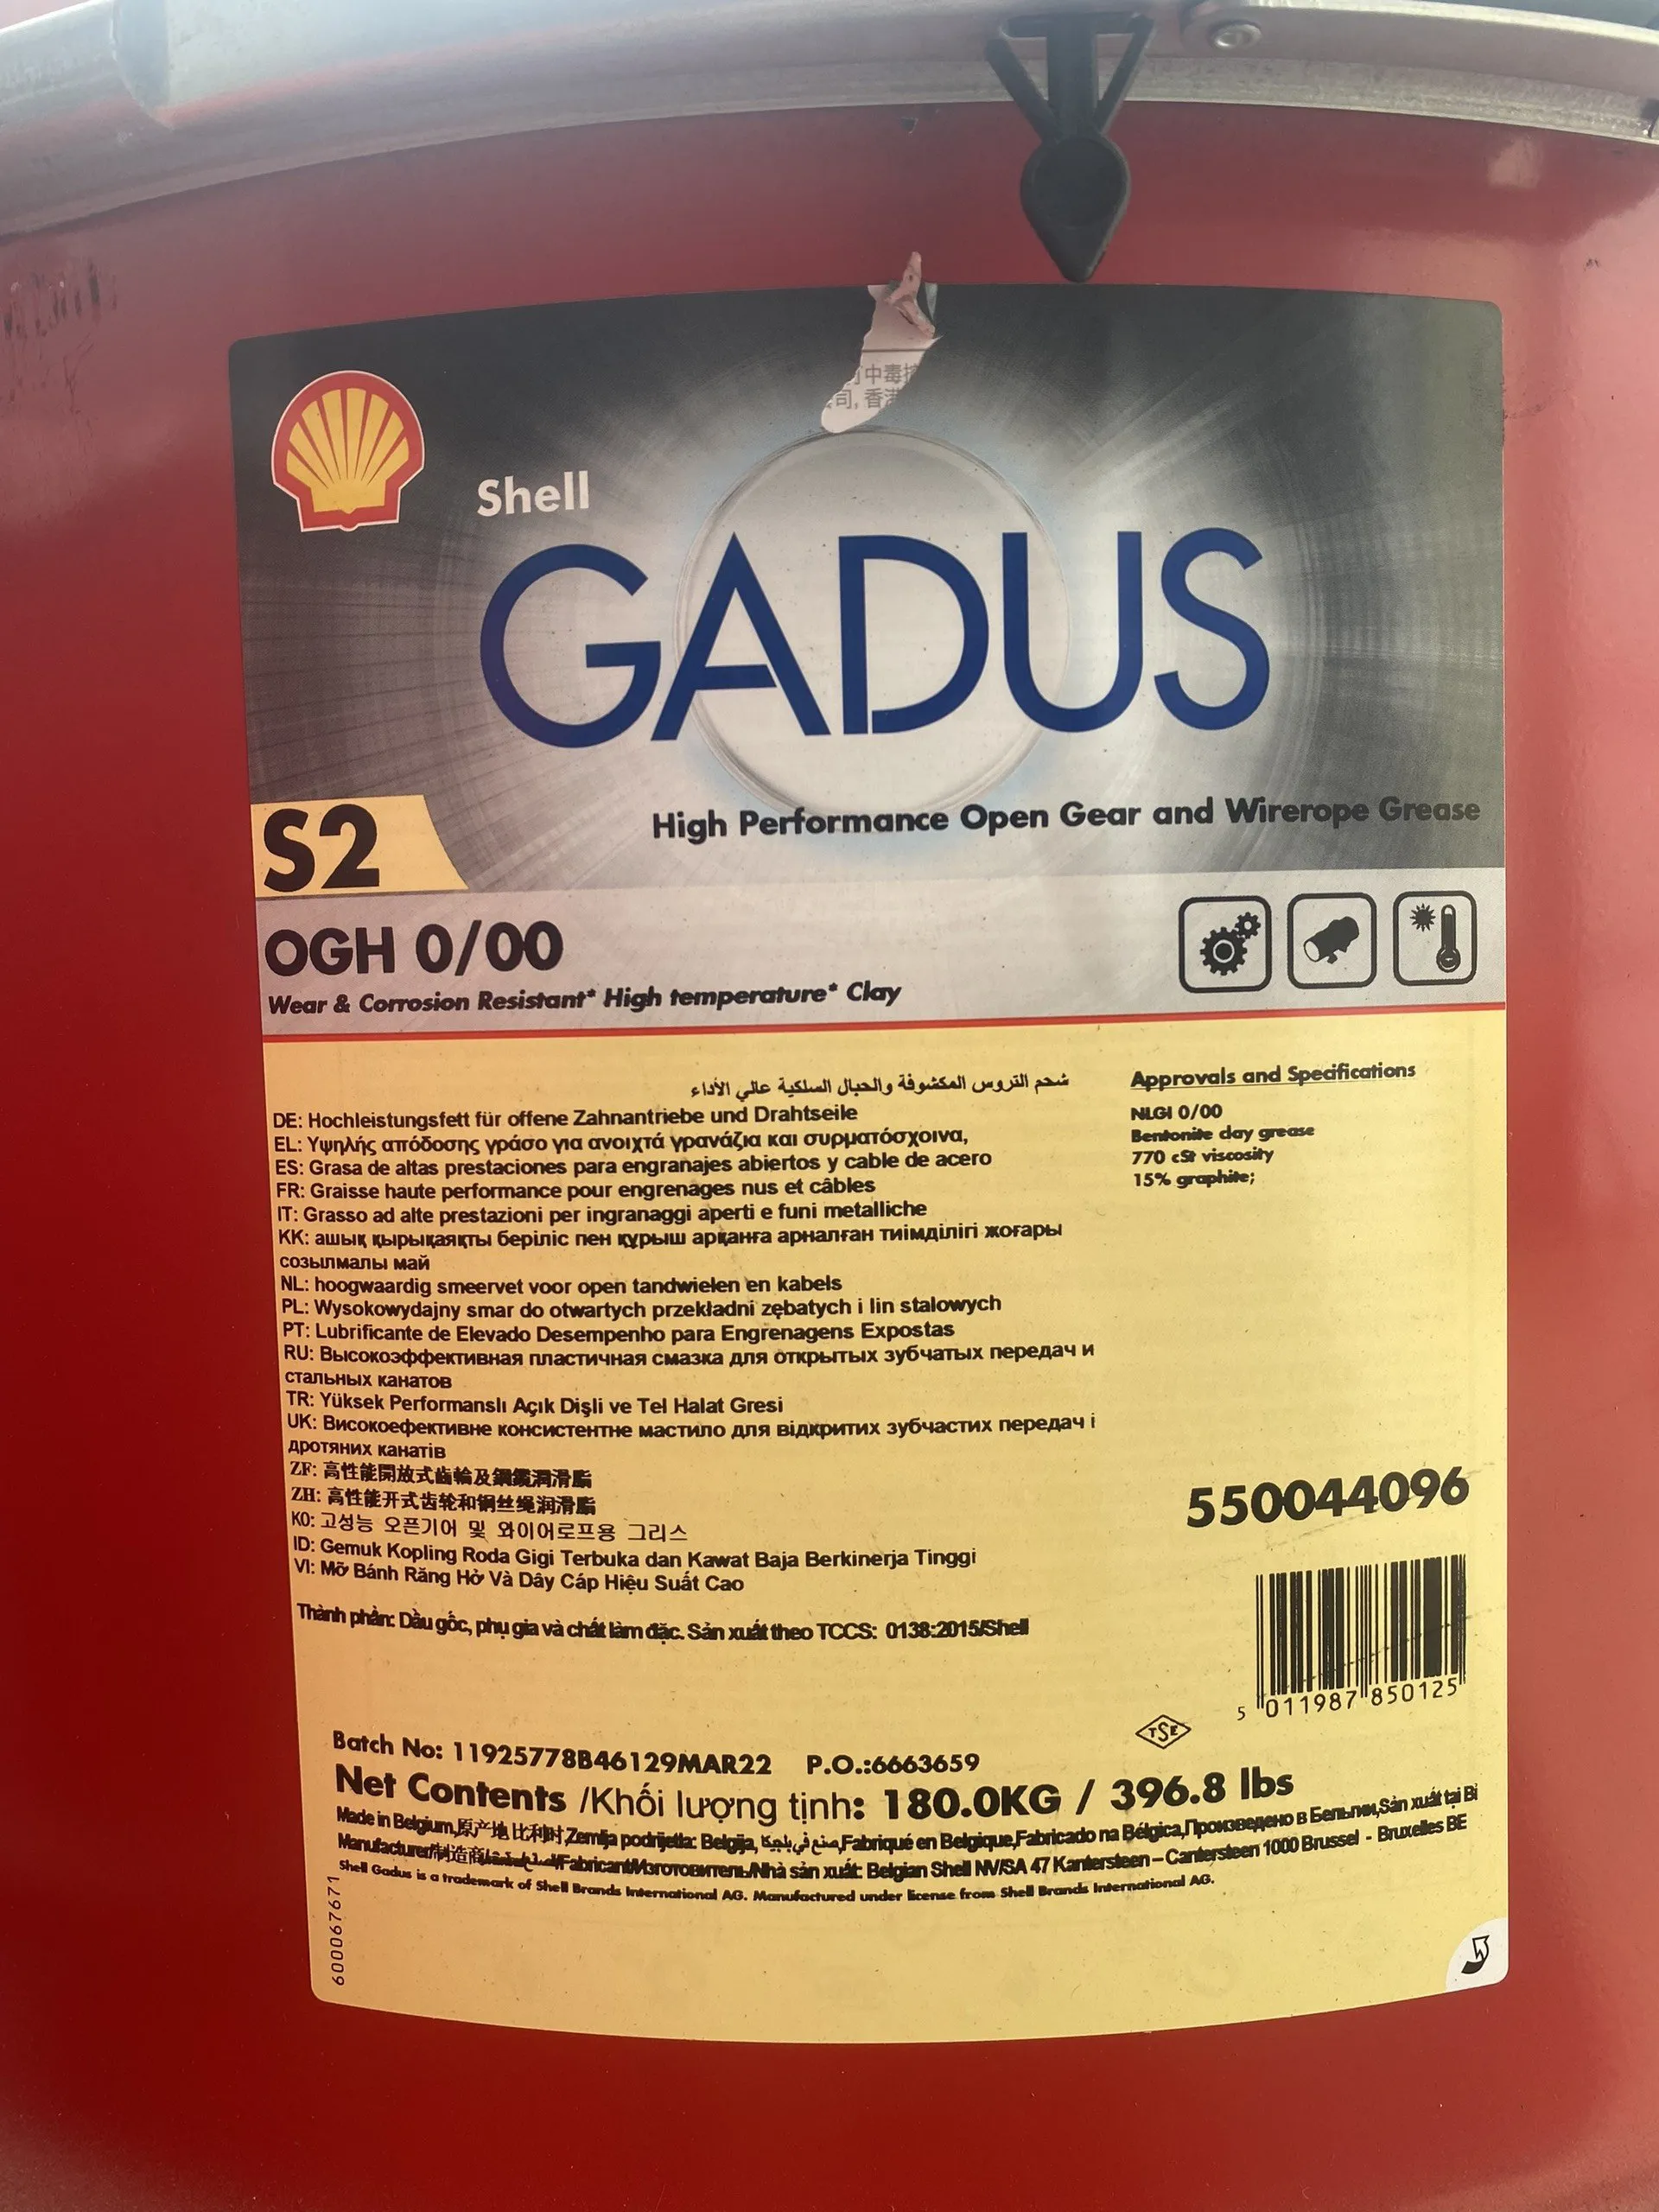 中毒
司, 香港
Shell
GADUS
High Performance Open Gear and Wirerope Grease
S2
OGH 0/00
Wear & Corrosion Resistant* High temperature* Clay
شحم التروس المكشوفة والحبال السلكية عالي الأداء
DE: Hochleistungsfett für offene Zahnantriebe und Drahtseile
EL: Υψηλής απόδοσης γράσο για ανοιχτά γρανάζια και συρματόσχοινα,
ES: Grasa de altas prestaciones para engranajes abiertos y cable de acero
FR: Graisse haute performance pour engrenages nus et câbles
IT: Grasso ad alte prestazioni per ingranaggi aperti e funi metalliche
KK: ашық қырықаяқты беріліс пен құрыш арқанға арналған тиімділігі жоғары
созылмалы май
NL: hoogwaardig smeervet voor open tandwielen en kabels
PL: Wysokowydajny smar do otwartych przekładni zębatych i lin stalowych
PT: Lubrificante de Elevado Desempenho para Engrenagens Expostas
RU: Высокоэффективная пластичная смазка для открытых зубчатых передач и
стальных канатов
TR: Yüksek Performanslı Açık Dişli ve Tel Halat Gresi
UK: Високоефективне консистентне мастило для відкритих зубчастих передач і
дротяних канатів
ZF: 高性能開放式齒輪及鋼纜潤滑脂
ZH: 高性能开式齿轮和钢丝绳润滑脂
KO: 고성능 오픈기어 및 와이어로프용 그리스
ID: Gemuk Kopling Roda Gigi Terbuka dan Kawat Baja Berkinerja Tinggi
VI: Mỡ Bánh Răng Hở Và Dây Cáp Hiệu Suất Cao
Thành phần: Dầu gốc, phụ gia và chất làm đặc. Sản xuất theo TCCS: 0138:2015/Shell
Approvals and Specifications
NLGI 0/00
Bentonite clay grease
770 cSt viscosity
15% graphite;
550044096
5 011987 850125
TSE
Batch No: 11925778B46129MAR22 P.O.:6663659
Net Contents /Khối lượng tịnh: 180.0KG / 396.8 lbs
Made in Belgium,原产地 比利时,Zemlja podrijetla: Belgija, صنع في بلجيكا,Fabriqué en Belgique,Fabricado na Bélgica,Произведено в Бельгии,Sản xuất tại Bỉ
Manufacturer/制造商/Fabricant/Изготовитель/Nhà sản xuất: Belgian Shell NV/SA 47 Kantersteen – Cantersteen 1000 Brussel - Bruxelles BE
Shell Gadus is a trademark of Shell Brands International AG. Manufactured under license from Shell Brands International AG.
600067671